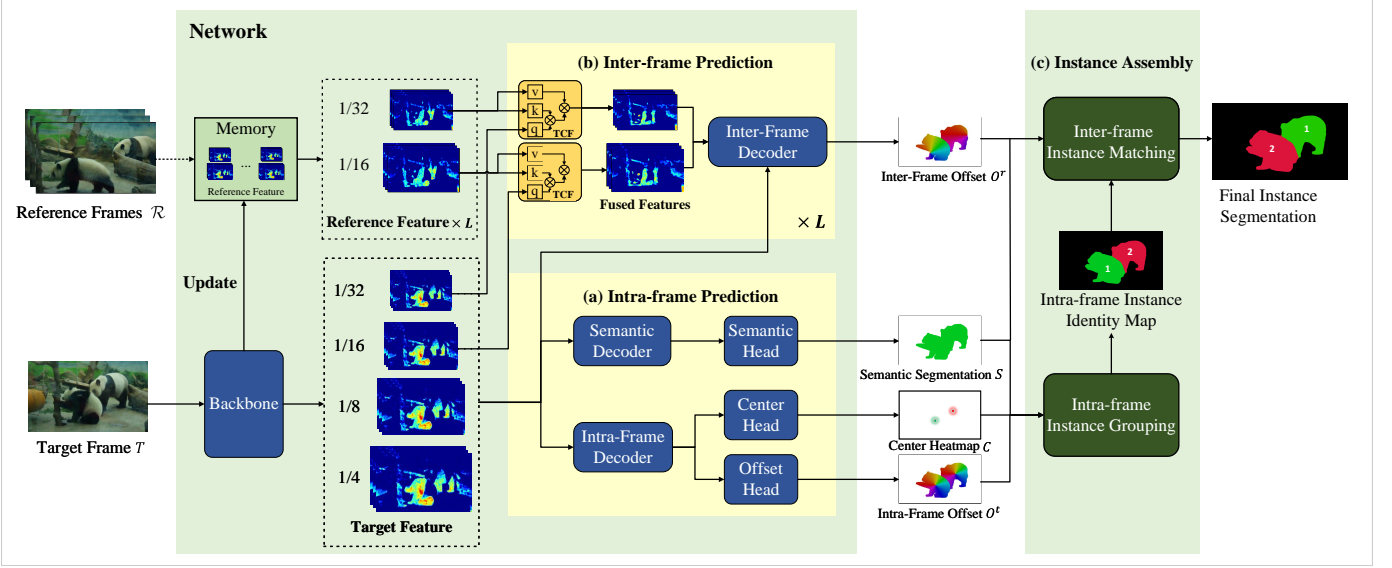 Network
Reference Frames ℛ
Memory
...
...
Reference Feature
Update
Target Frame T
Backbone
1/32
1/16
Reference Feature × L
1/32
1/16
1/8
1/4
Target Feature
(b) Inter-frame Prediction
v
k
q
TCF
v
k
q
TCF
Fused Features
Inter-Frame
Decoder
× L
(a) Intra-frame Prediction
Semantic
Decoder
Semantic
Head
Intra-Frame
Decoder
Center
Head
Offset
Head
Inter-Frame Offset Oʳ
Semantic Segmentation S
Center Heatmap C
Intra-Frame Offset Oᵗ
(c) Instance Assembly
Inter-frame
Instance Matching
2
1
Intra-frame Instance
Identity Map
Intra-frame
Instance Grouping
1
2
Final Instance
Segmentation